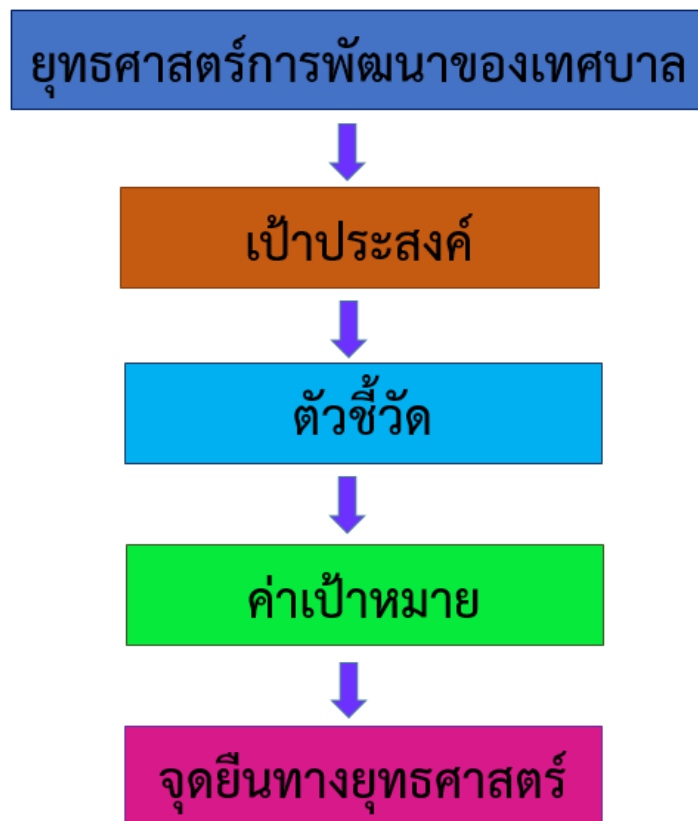 ยุทธศาสตร์การพัฒนาของเทศบาล
เป้าประสงค์
ตัวชี้วัด
ค่าเป้าหมาย
จุดยืนทางยุทธศาสตร์